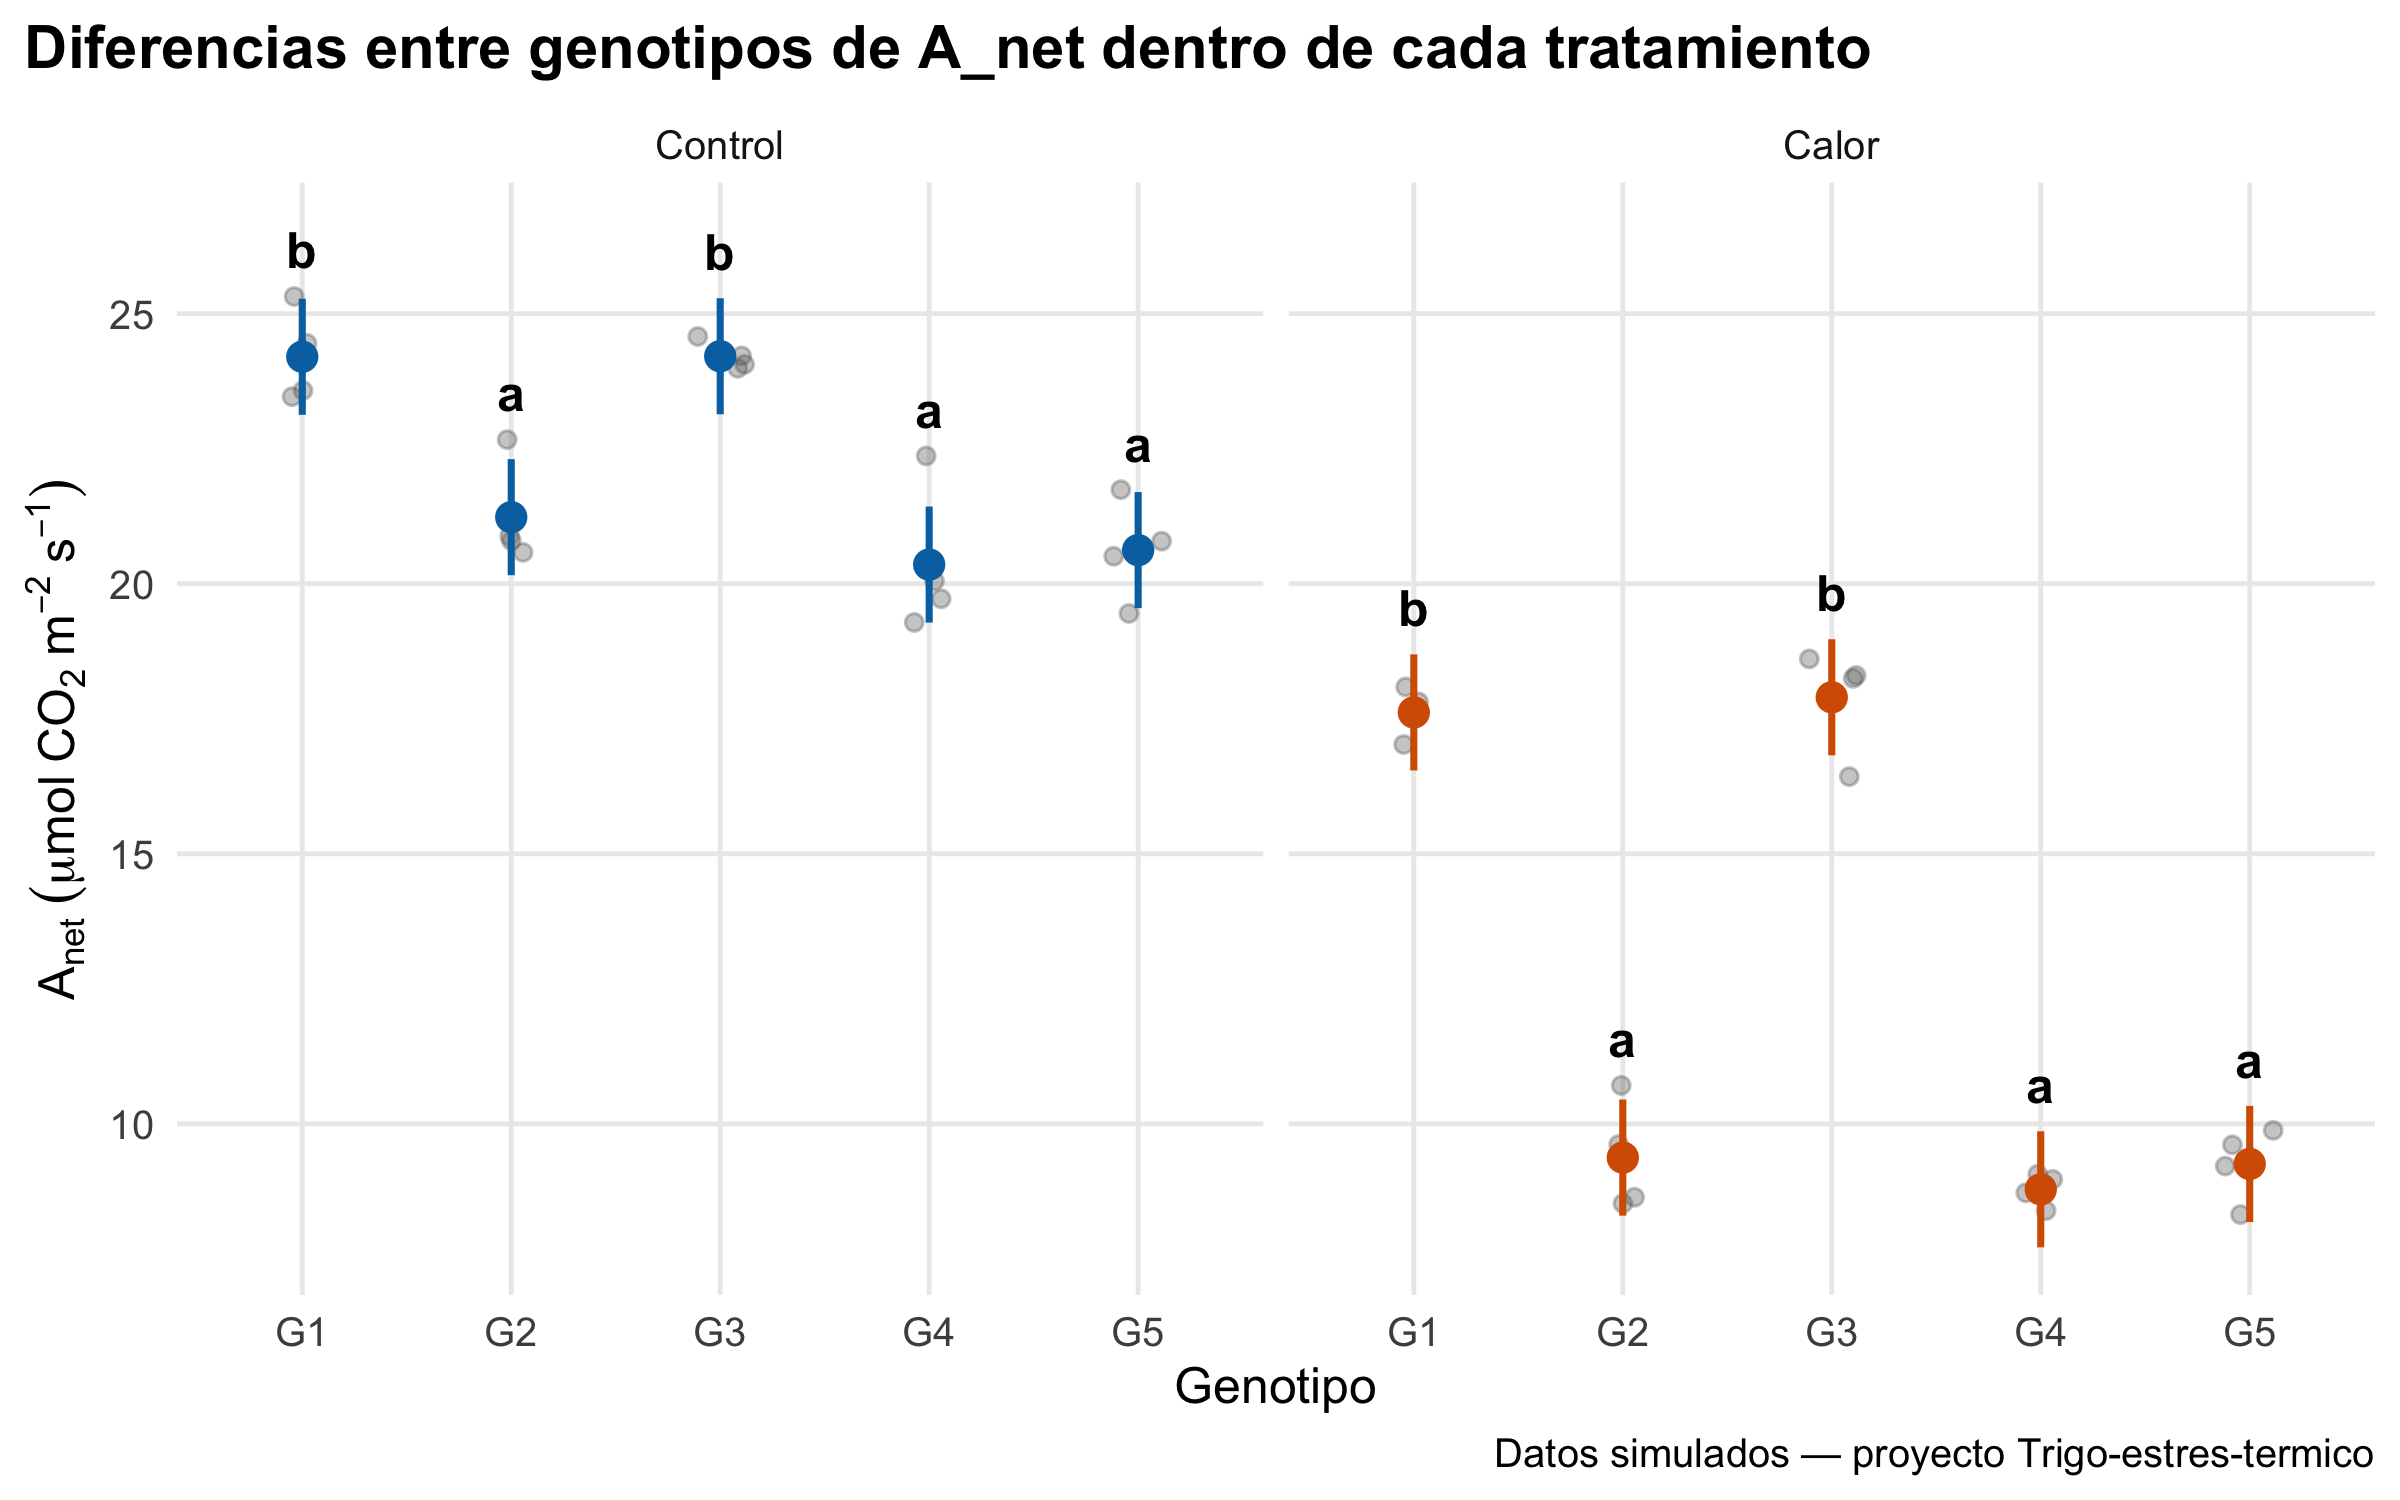 Diferencias entre genotipos de A_net dentro de cada tratamiento
Control
Calor
A_net (μmol CO₂ m⁻² s⁻¹)
25
20
15
10
b
a
b
a
a
b
a
b
a
a
G1 G2 G3 G4 G5
G1 G2 G3 G4 G5
Genotipo
Datos simulados — proyecto Trigo-estres-termico